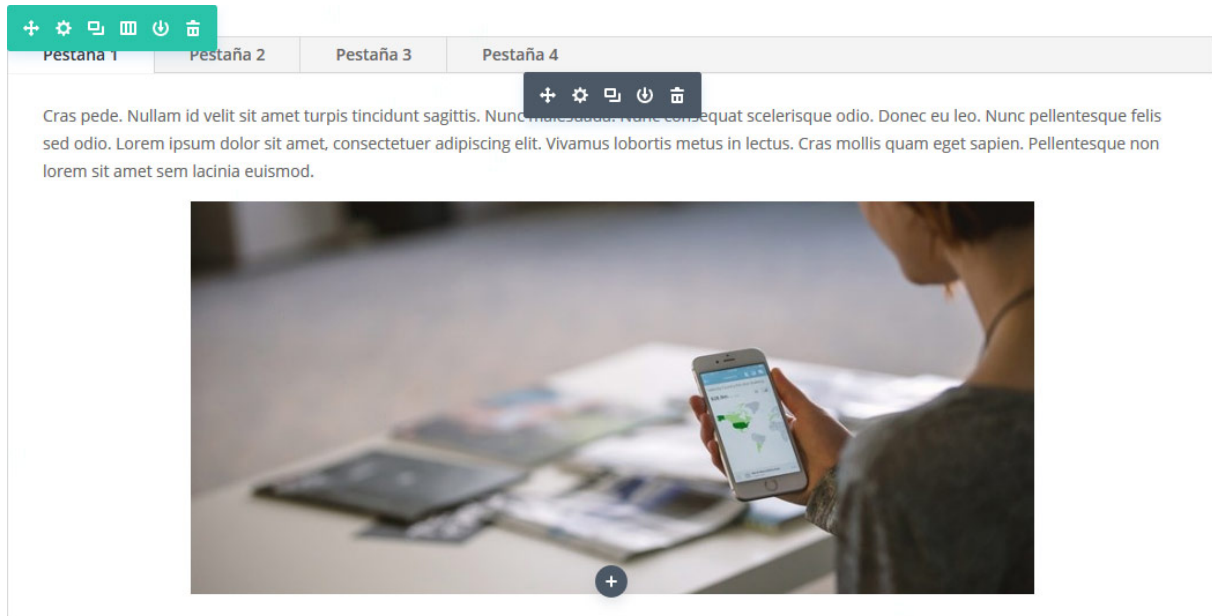 Pestaña 1
Pestaña 2
Pestaña 3
Pestaña 4
Cras pede. Nullam id velit sit amet turpis tincidunt sagittis. Nunc malesuada. Nunc consequat scelerisque odio. Donec eu leo. Nunc pellentesque felis
sed odio. Lorem ipsum dolor sit amet, consectetuer adipiscing elit. Vivamus lobortis metus in lectus. Cras mollis quam eget sapien. Pellentesque non
lorem sit amet sem lacinia euismod.